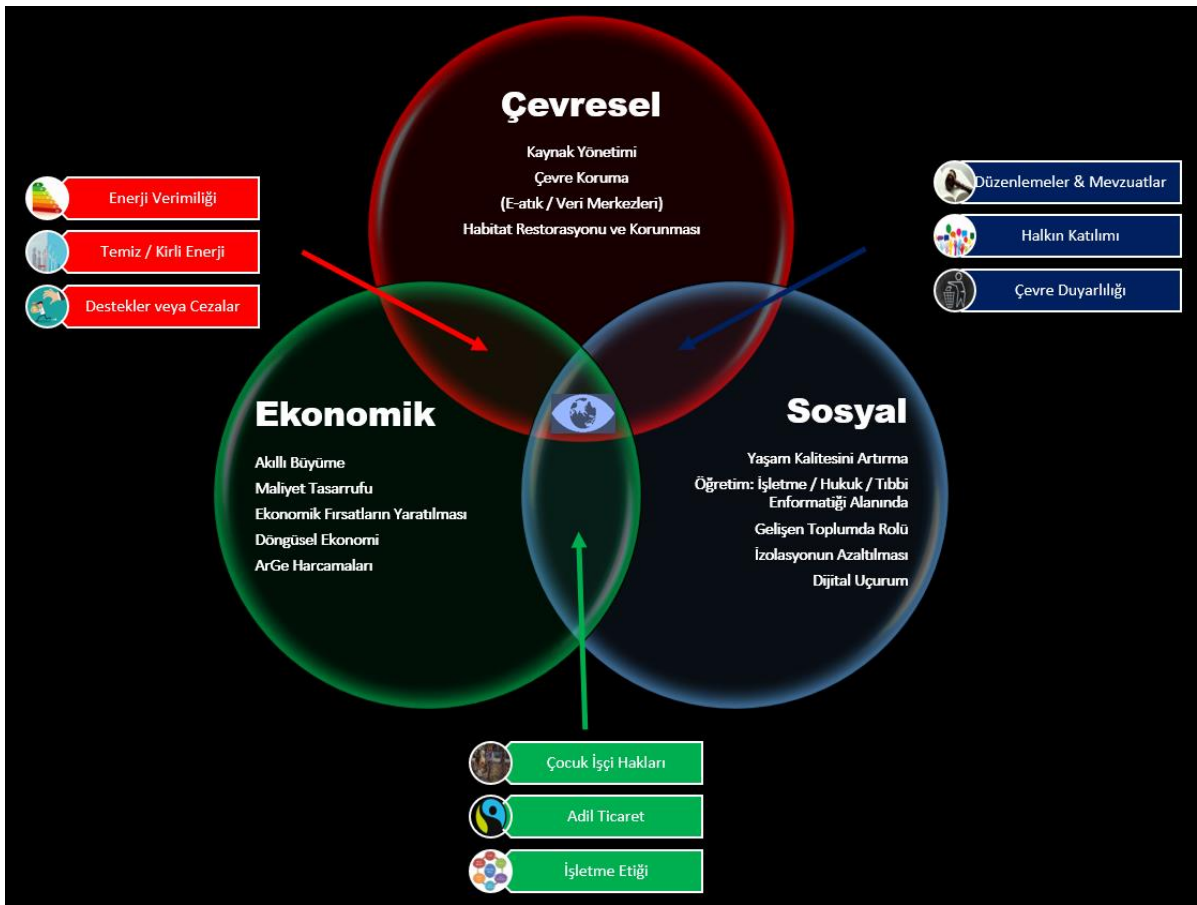 Çevresel
Kaynak Yönetimi
Çevre Koruma
(E-atık / Veri Merkezleri)
Habitat Restorasyonu ve Korunması
Enerji Verimiliği
Temiz / Kirli Enerji
Destekler veya Cezalar
Düzenlemeler & Mevzuatlar
Halkın Katılımı
Çevre Duyarlılığı
Ekonomik
Akıllı Büyüme
Maliyet Tasarrufu
Ekonomik Fırsatların Yaratılması
Döngüsel Ekonomi
ArGe Harcamaları
Sosyal
Yaşam Kalitesini Artırma
Öğretim: İşletme / Hukuk / Tıbbi
Enformatiği Alanında
Gelişen Toplumda Rolü
İzolasyonun Azaltılması
Dijital Uçurum
Çocuk İşçi Hakları
Adil Ticaret
İşletme Etiği